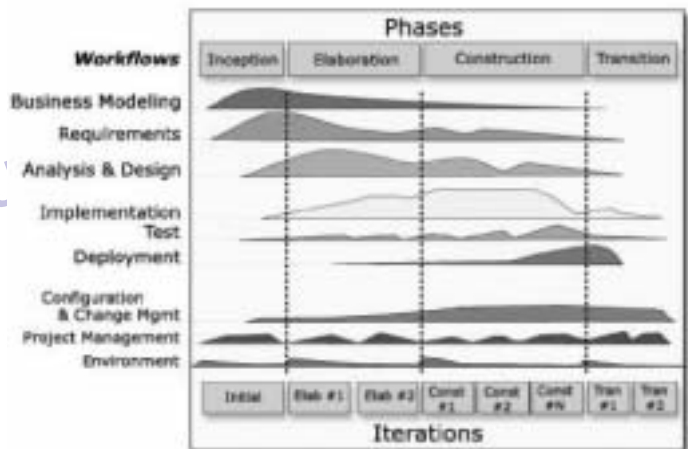 Phases
Workflows Inception Elaboration Construction Transition
Business Modeling
Requirements
Analysis & Design
Implementation
Test
Deployment
Configuration
& Change Mgmt
Project Management
Environment
Initial Elab #1 Elab #2 Const #1 Const #2 Const #N Tran #1 Tran #2
Iterations